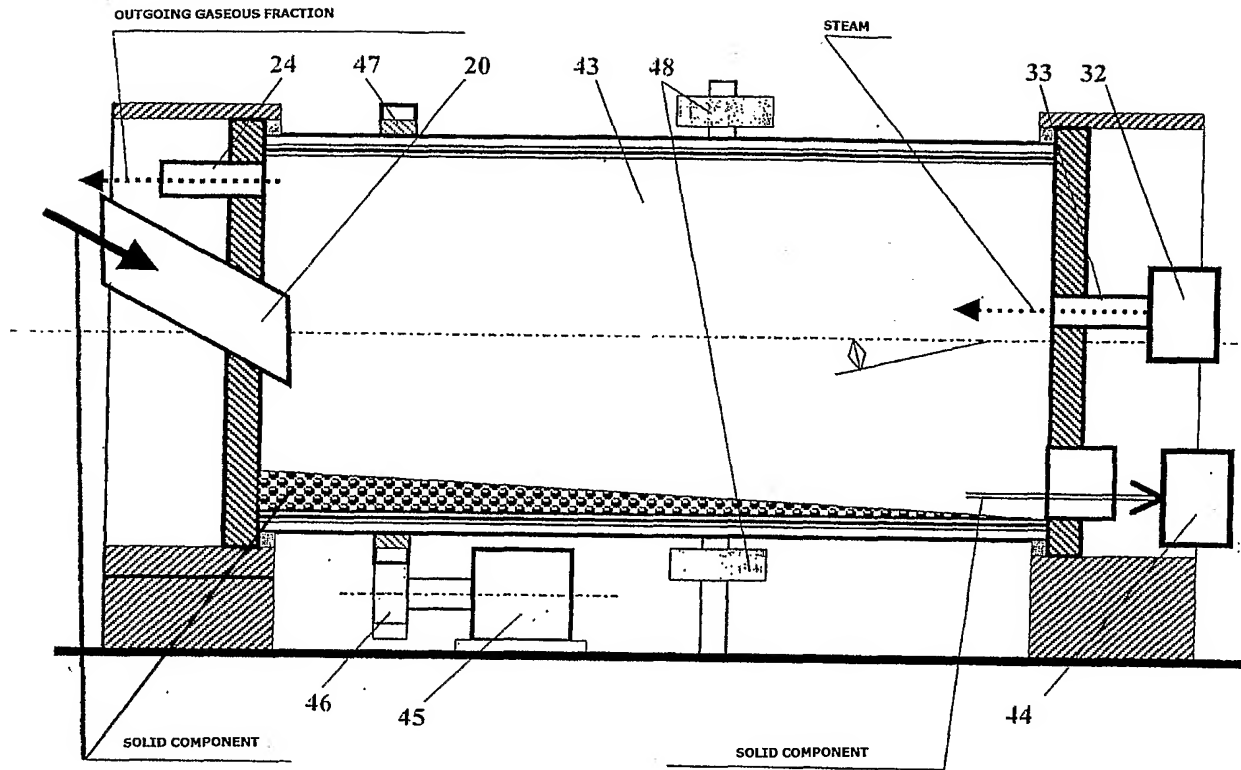 OUTGOING GASEOUS FRACTION
STEAM
24 47 20 43 48 33 32
46 45 44
SOLID COMPONENT
SOLID COMPONENT